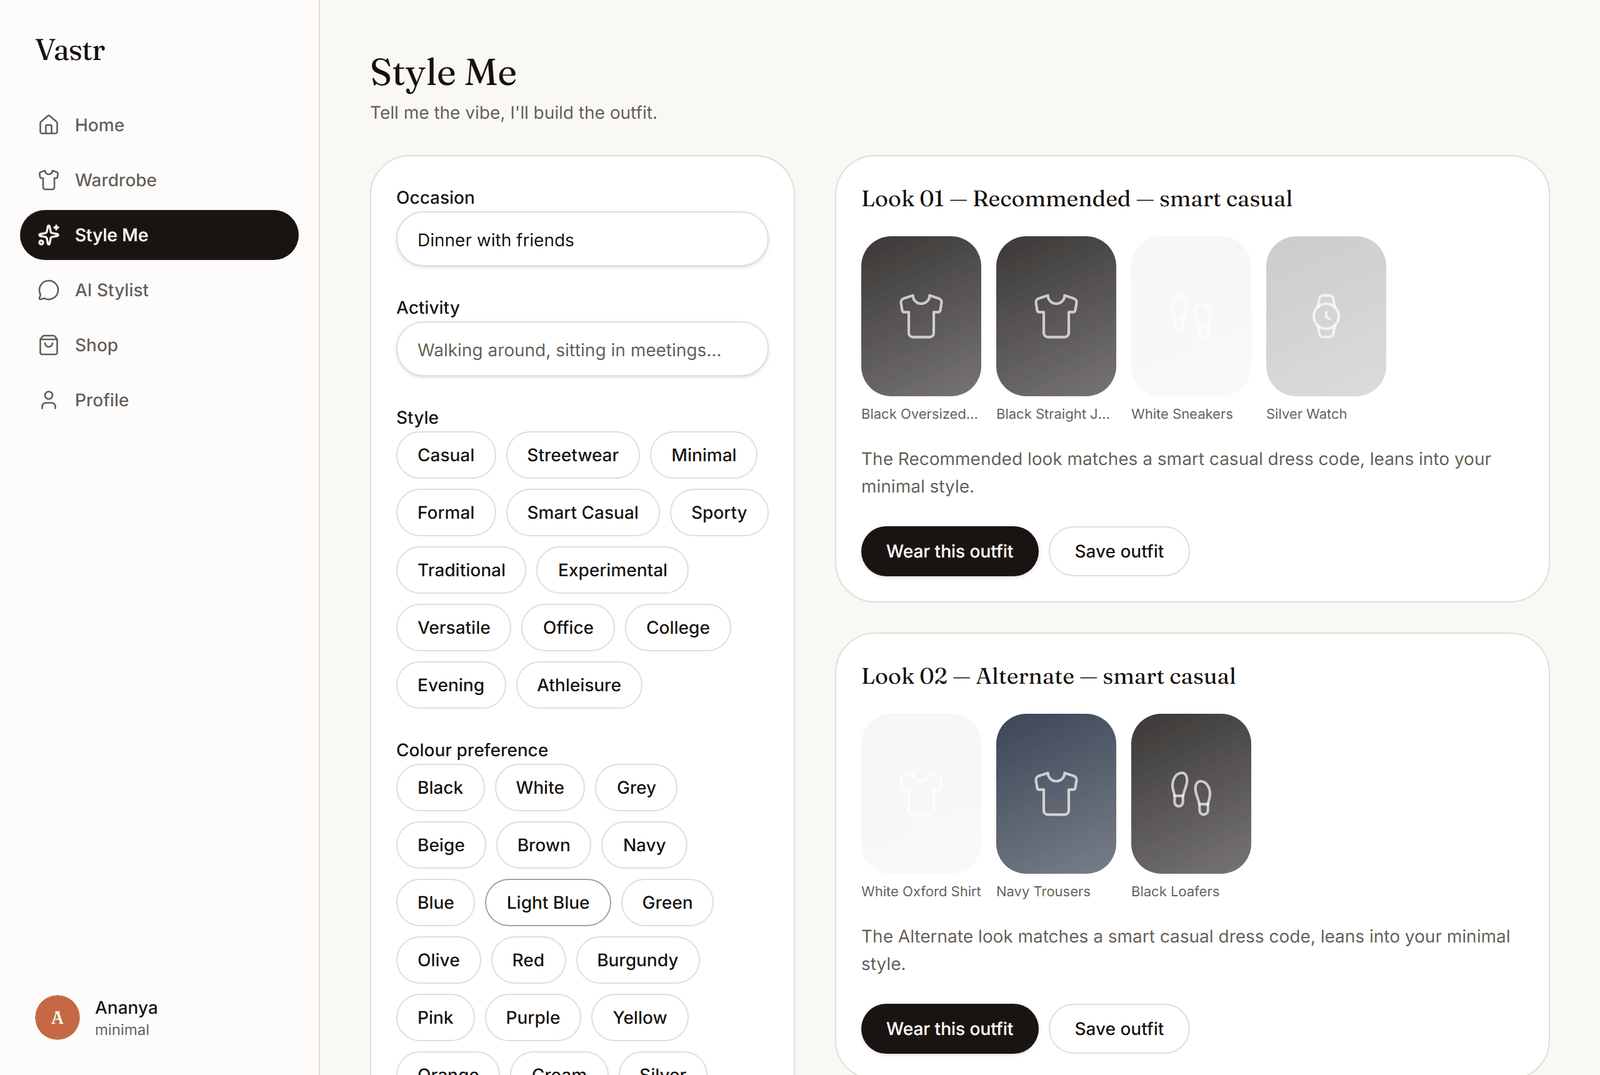 Vastr
Home
Wardrobe
Style Me
AI Stylist
Shop
Profile
A
Ananya
minimal
Style Me
Tell me the vibe, I'll build the outfit.
Occasion
Dinner with friends
Activity
Walking around, sitting in meetings...
Style
Casual
Streetwear
Minimal
Formal
Smart Casual
Sporty
Traditional
Experimental
Versatile
Office
College
Evening
Athleisure
Colour preference
Black
White
Grey
Beige
Brown
Navy
Blue
Light Blue
Green
Olive
Red
Burgundy
Pink
Purple
Yellow
Orange
Cream
Silver
Look 01 — Recommended — smart casual
Black Oversized...
Black Straight J...
White Sneakers
Silver Watch
The Recommended look matches a smart casual dress code, leans into your
minimal style.
Wear this outfit
Save outfit
Look 02 — Alternate — smart casual
White Oxford Shirt
Navy Trousers
Black Loafers
The Alternate look matches a smart casual dress code, leans into your minimal
style.
Wear this outfit
Save outfit